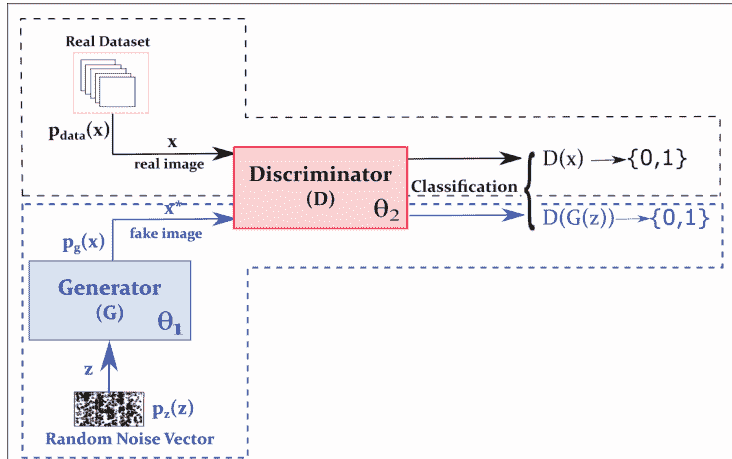 Real Dataset
p_data(x)
x
real image
Discriminator
(D)
θ₂
Classification
D(x) → {0,1}
D(G(z)) → {0,1}
x*
fake image
p_g(x)
Generator
(G)
θ₁
z
p_z(z)
Random Noise Vector